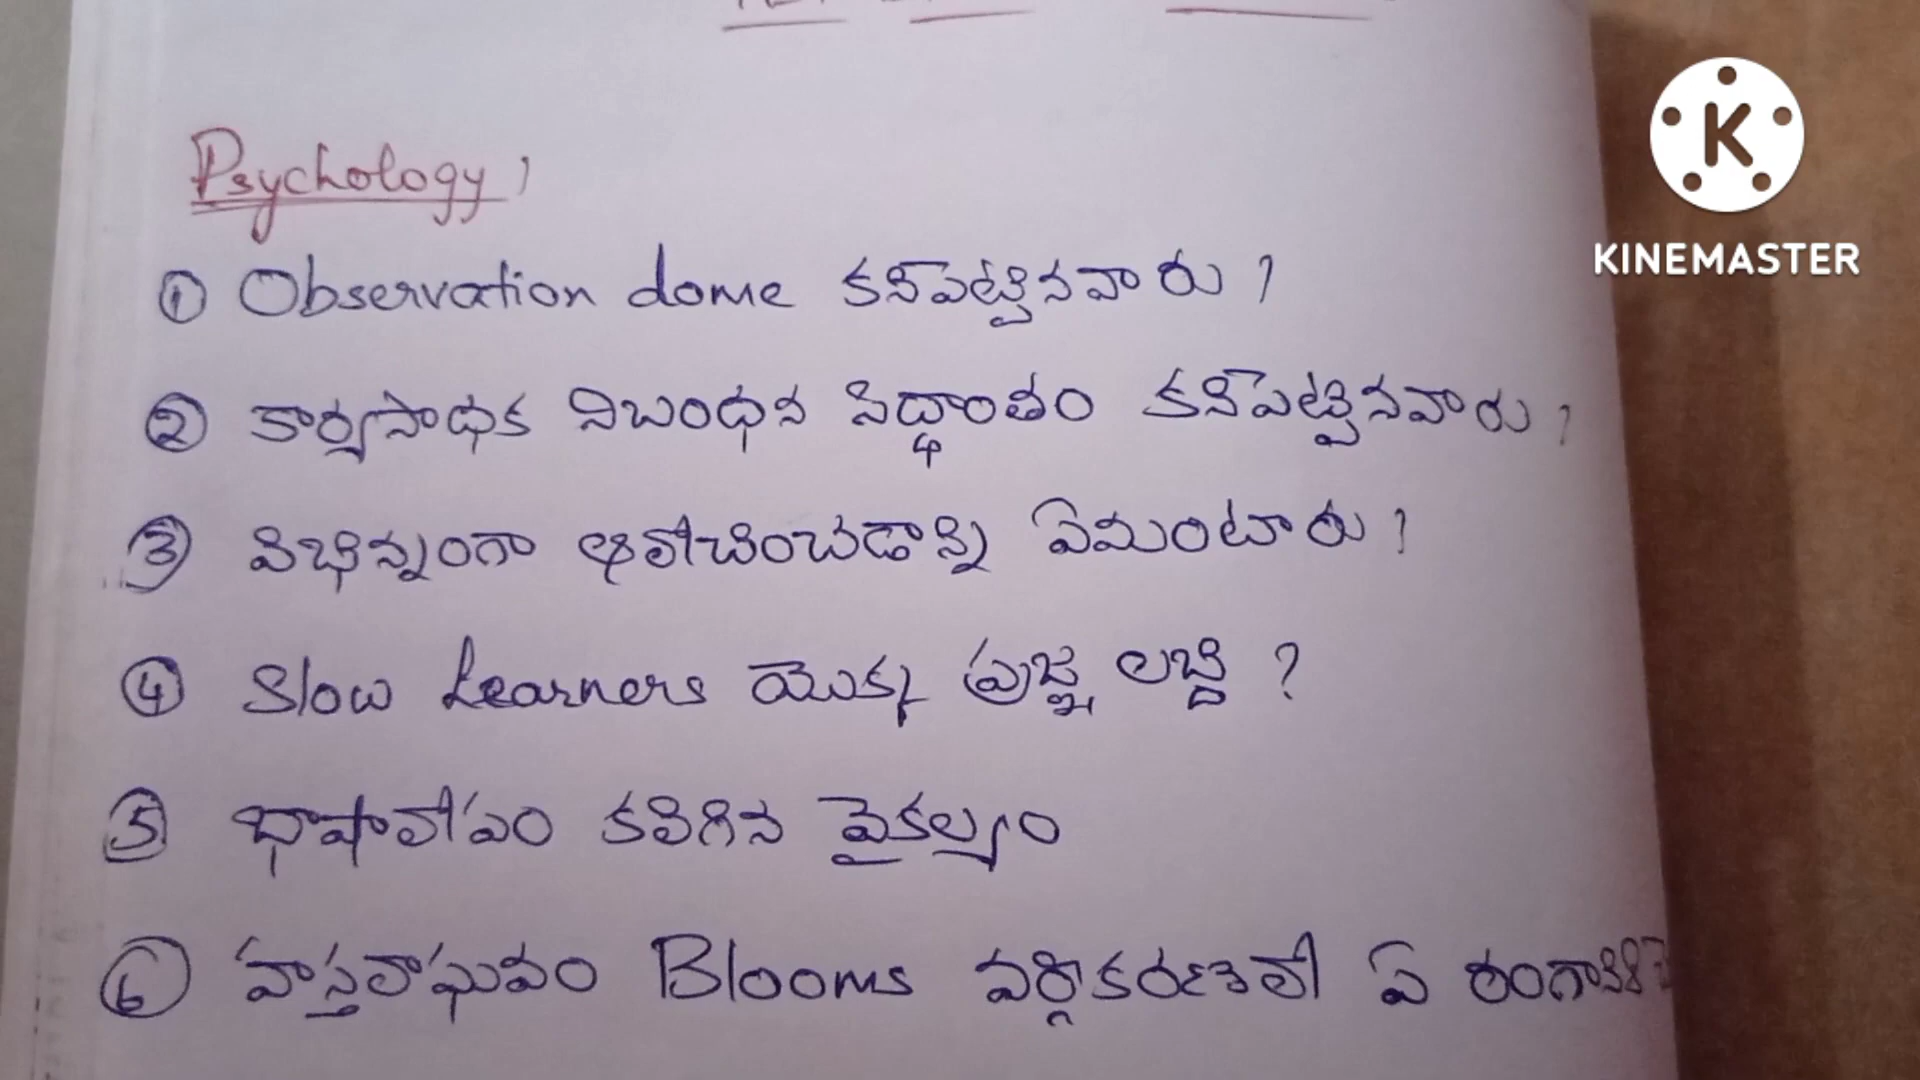 Psychology :
① Observation dome కనిపెట్టినవారు ?
② కార్యసాధక నిబంధన సిద్ధాంతం కనిపెట్టినవారు ?
③ విభిన్నంగా ఆలోచించడాన్ని ఏమంటారు ?
④ Slow Learners యొక్క ప్రజ్ఞ లబ్ది ?
⑤ భాషాలోపం కలిగిన వైకల్యం
⑥ హస్తలాఘవం Blooms వర్గీకరణలో ఏ
KINEMASTER